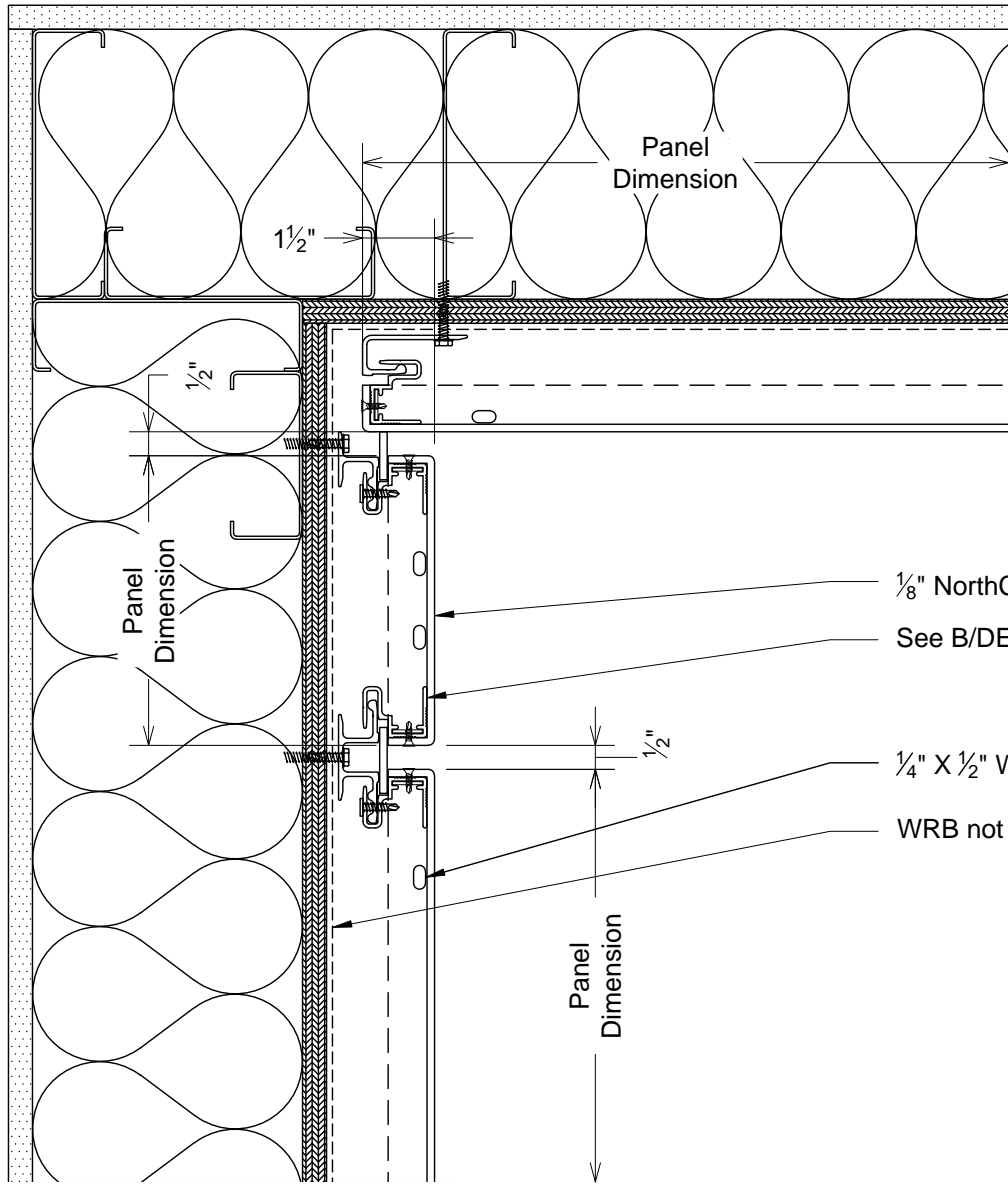 Panel
Dimension
1½"
½"
Panel
Dimension
⅛" North
See B/DE
½"
¼" X ½" W
WRB not
Panel
Dimension